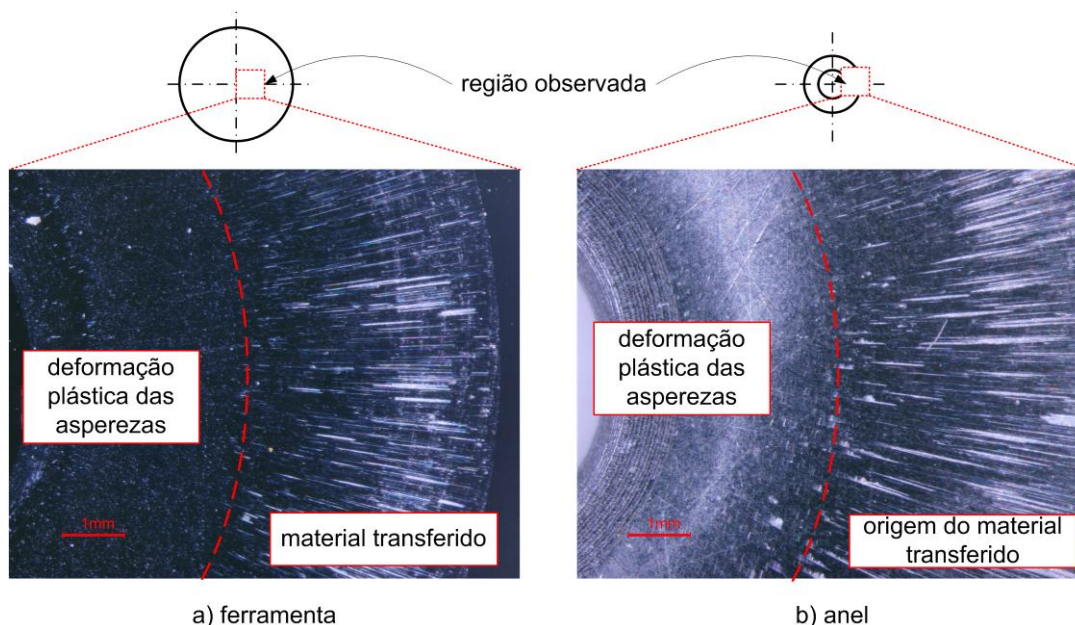 região observada
deformação
plástica das
asperezas
1mm
material transferido
deformação
plástica das
asperezas
1mm
origem do material
transferido
a) ferramenta
b) anel